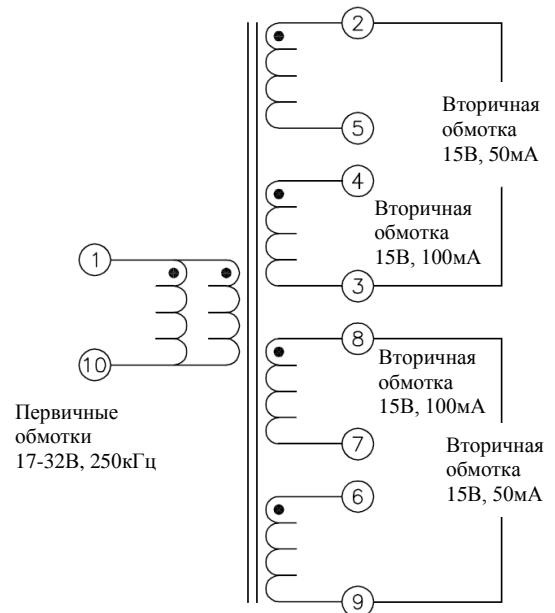 2
Вторичная
обмотка
15В, 50мА
5
4
Вторичная
обмотка
15В, 100мА
3
1
10
Первичные
обмотки
17-32В, 250кГц
8
Вторичная
обмотка
15В, 100мА
7
Вторичная
обмотка
15В, 50мА
6
9